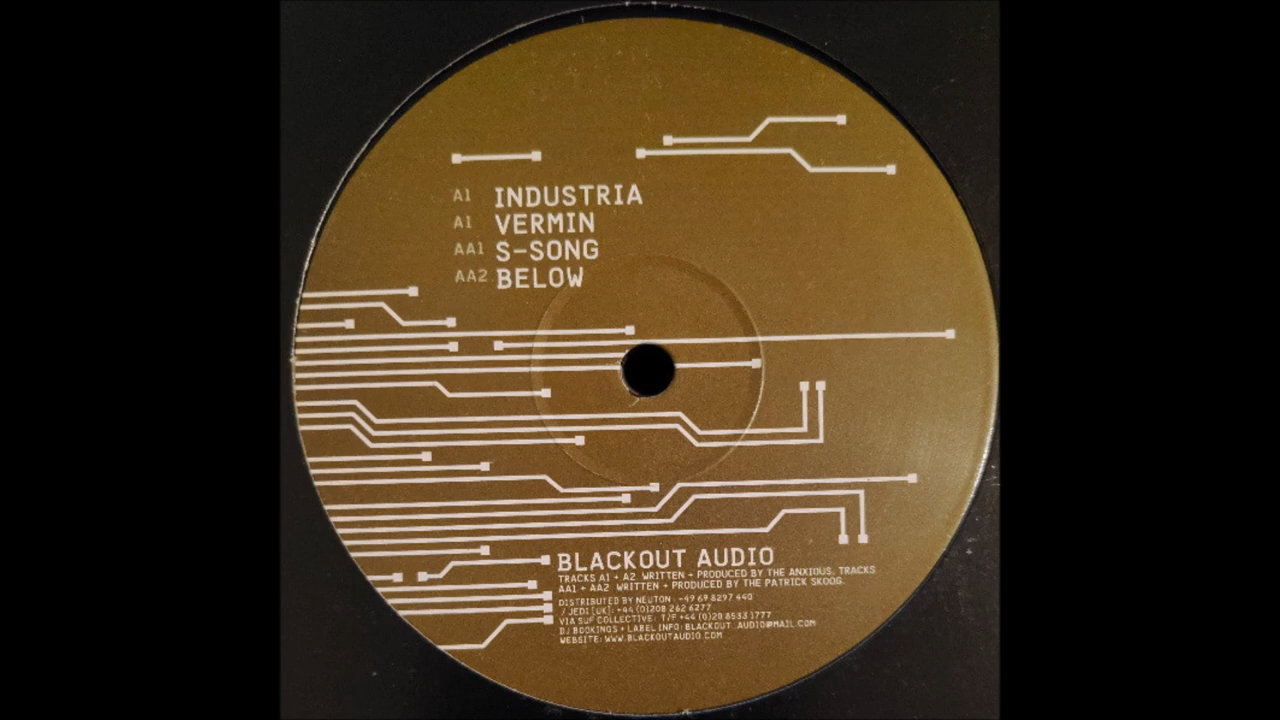 A1 INDUSTRIA
A1 VERMIN
AA1 S-SONG
AA2 BELOW
BLACKOUT AUDIO
TRACKS A1 + A2 WRITTEN + PRODUCED BY THE ANXIOUS. TRACKS
AA1 + AA2 WRITTEN + PRODUCED BY THE PATRICK SKOOG.
DISTRIBUTED BY NEUTON : +49 69 8297 440
/ JEDI (UK): +44 (0)208 262 6277
VIA SUF COLLECTIVE: T/F +44 (0)20 8533 1777
DJ BOOKINGS + LABEL INFO: BLACKOUT_AUDIO@MAIL.COM
WEBSITE: WWW.BLACKOUTAUDIO.COM